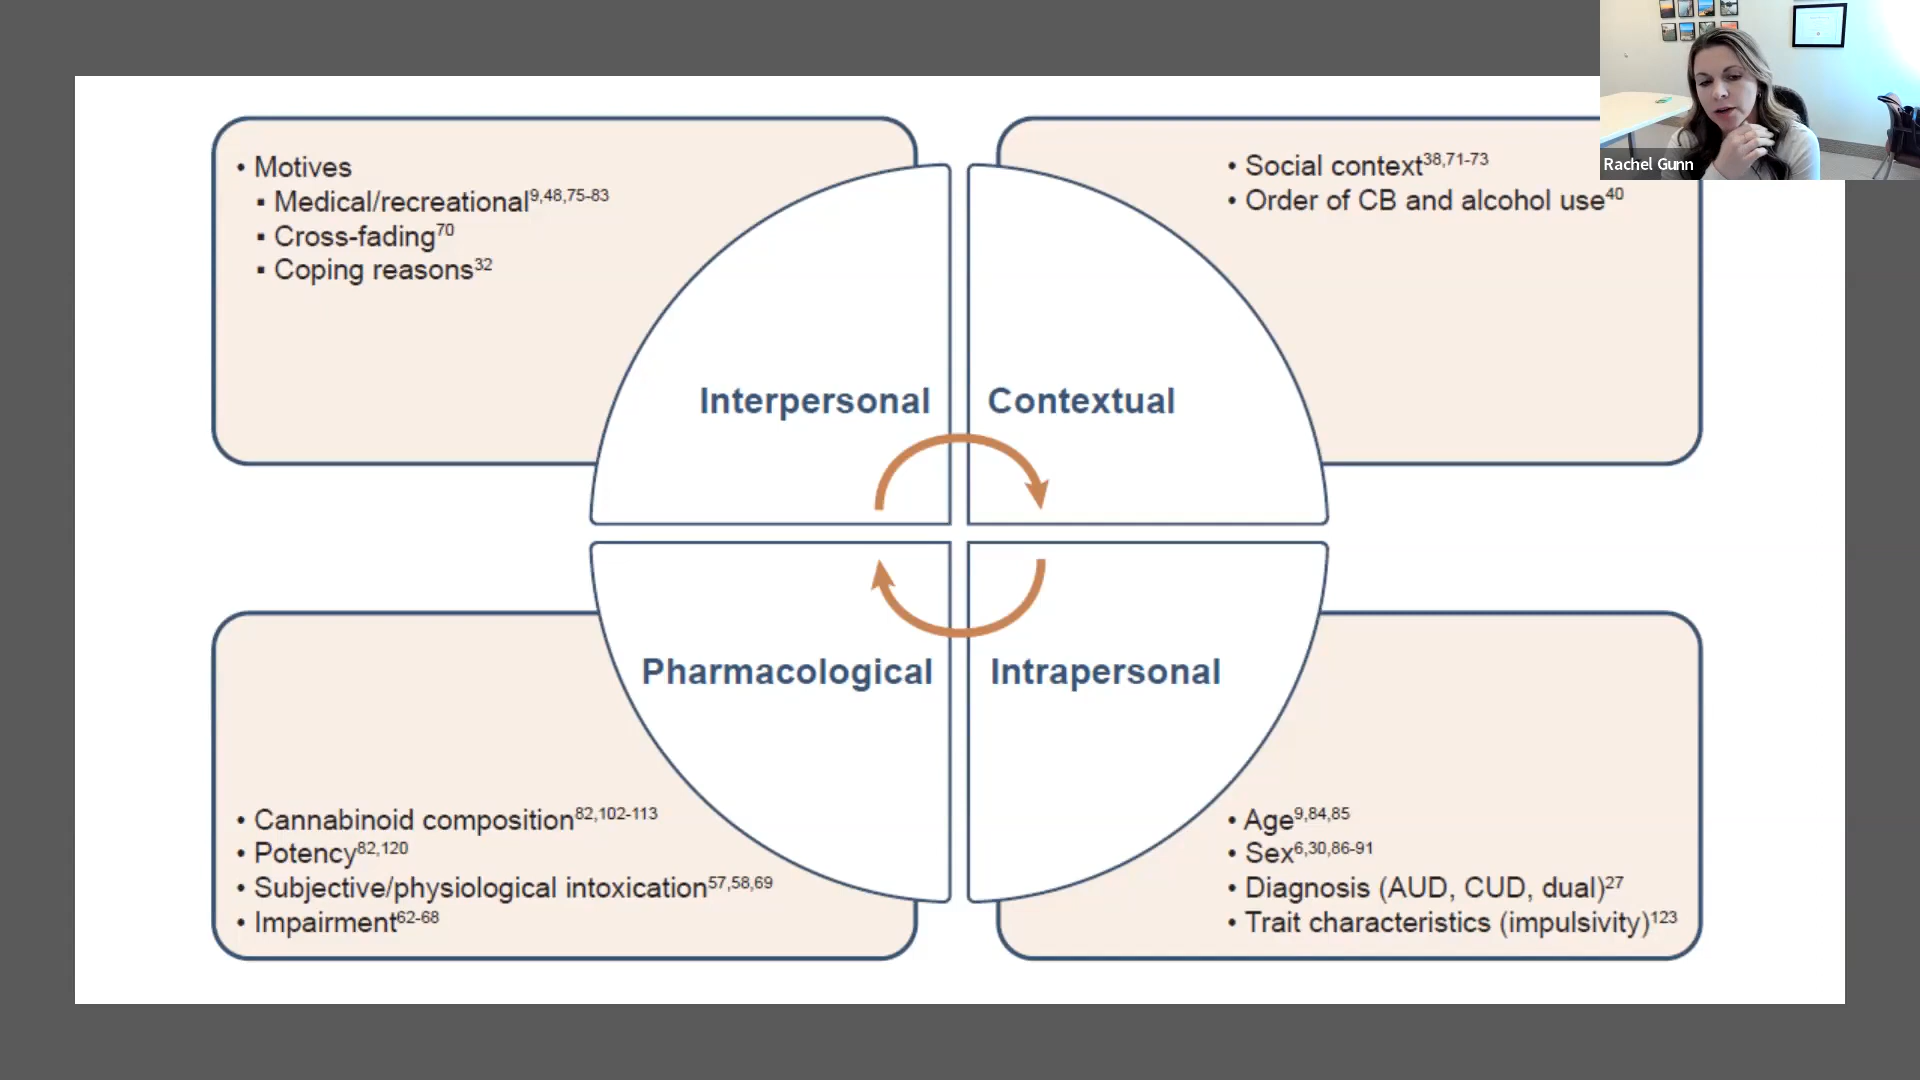 Rachel Gunn
• Motives
▪ Medical/recreational9,48,75-83
▪ Cross-fading70
▪ Coping reasons32
• Social context38,71-73
• Order of CB and alcohol use40
Interpersonal
Contextual
Pharmacological
Intrapersonal
• Cannabinoid composition82,102-113
• Potency82,120
• Subjective/physiological intoxication57,58,69
• Impairment62-68
• Age9,84,85
• Sex6,30,86-91
• Diagnosis (AUD, CUD, dual)27
• Trait characteristics (impulsivity)123